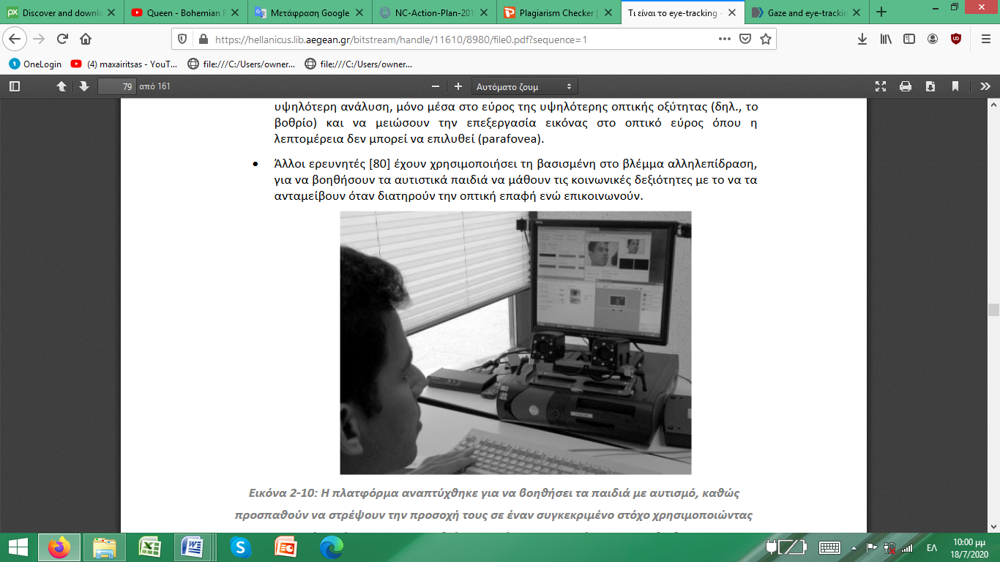 Discover and downlo
Queen - Bohemian R
Μετάφραση Google
NC-Action-Plan-201
Plagiarism Checker |
Τι είναι το eye-tracking -
Gaze and eye-trackin
https://hellanicus.lib.aegean.gr/bitstream/handle/11610/8980/file0.pdf?sequence=1
OneLogin
(4) maxairitsas - YouT...
file:///C:/Users/owner...
file:///C:/Users/owner...
79 από 161
Αυτόματο ζουμ
υψηλότερη ανάλυση, μόνο μέσα στο εύρος της υψηλότερης οπτικής οξύτητας (δηλ., το
βοθρίο) και να μειώσουν την επεξεργασία εικόνας στο οπτικό εύρος όπου η
λεπτομέρεια δεν μπορεί να επιλυθεί (parafovea).
• Άλλοι ερευνητές [80] έχουν χρησιμοποιήσει τη βασισμένη στο βλέμμα αλληλεπίδραση,
για να βοηθήσουν τα αυτιστικά παιδιά να μάθουν τις κοινωνικές δεξιότητες με το να τα
ανταμείβουν όταν διατηρούν την οπτική επαφή ενώ επικοινωνούν.
Εικόνα 2-10: Η πλατφόρμα αναπτύχθηκε για να βοηθήσει τα παιδιά με αυτισμό, καθώς
προσπαθούν να στρέψουν την προσοχή τους σε έναν συγκεκριμένο στόχο χρησιμοποιώντας
ΕΛ
10:00 μμ
18/7/2020